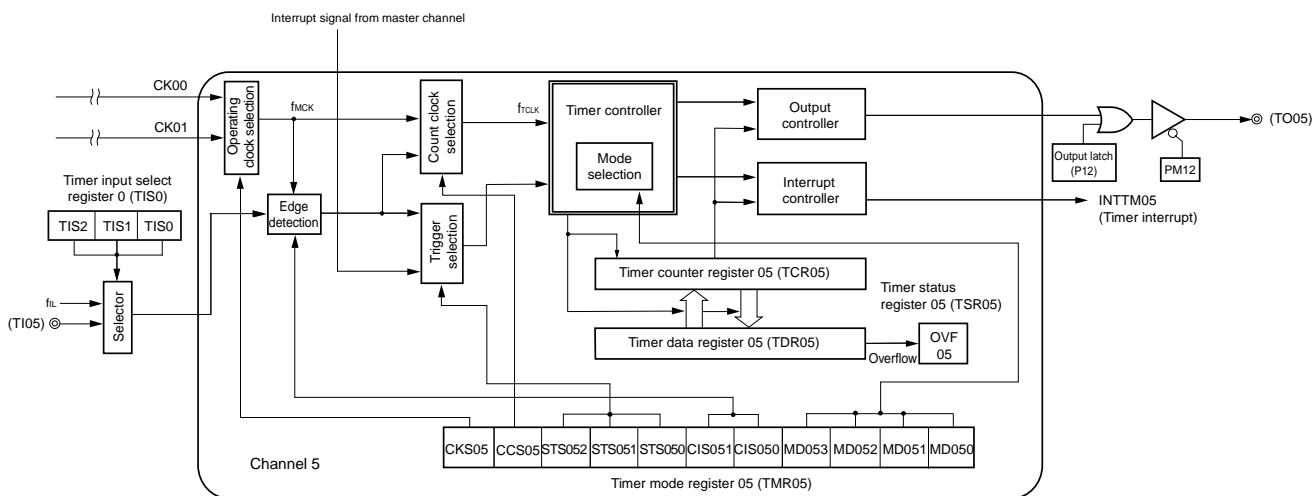 Interrupt signal from master channel
CK00
CK01
Operating
clock selection
fMCK
Count clock
selection
fTCLK
Timer controller
Mode
selection
Output
controller
Interrupt
controller
Output latch
(P12)
PM12
(TO05)
INTTM05
(Timer interrupt)
Timer input select
register 0 (TIS0)
TIS2 TIS1 TIS0
Edge
detection
Trigger
selection
fIL
(TI05)
Selector
Timer counter register 05 (TCR05)
Timer status
register 05 (TSR05)
Timer data register 05 (TDR05)
Overflow
OVF
05
Channel 5
CKS05 CCS05 STS052 STS051 STS050 CIS051 CIS050 MD053 MD052 MD051 MD050
Timer mode register 05 (TMR05)